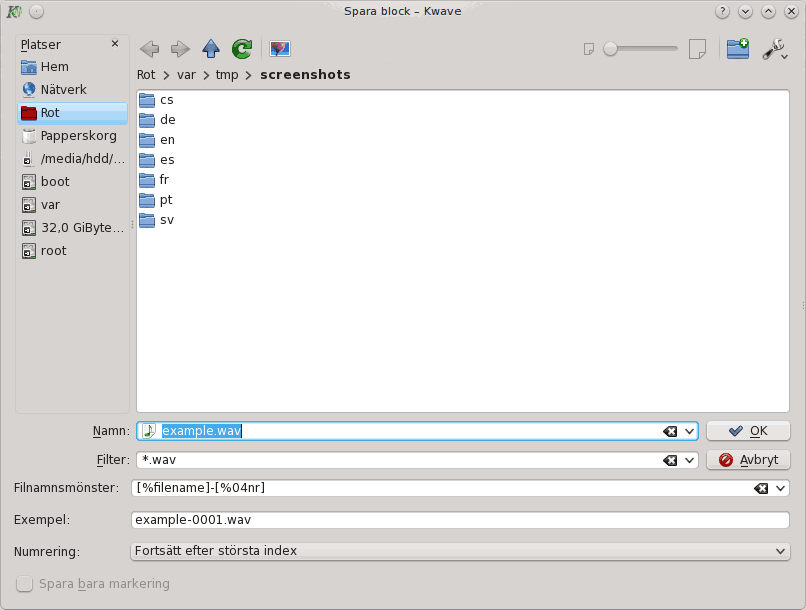 Spara block – Kwave
Platser
Hem
Nätverk
Rot
Papperskorg
/media/hdd/...
boot
var
32,0 GiByte...
root
Rot > var > tmp > screenshots
cs
de
en
es
fr
pt
sv
Namn: example.wav OK
Filter: *.wav Avbryt
Filnamnsmönster: [%filename]-[%04nr]
Exempel: example-0001.wav
Numrering: Fortsätt efter största index
Spara bara markering